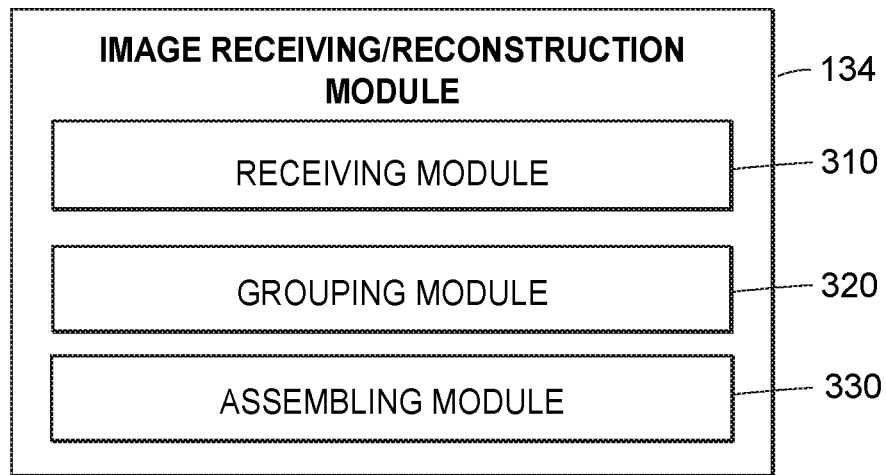 IMAGE RECEIVING/RECONSTRUCTION
MODULE
134
RECEIVING MODULE
310
GROUPING MODULE
320
ASSEMBLING MODULE
330